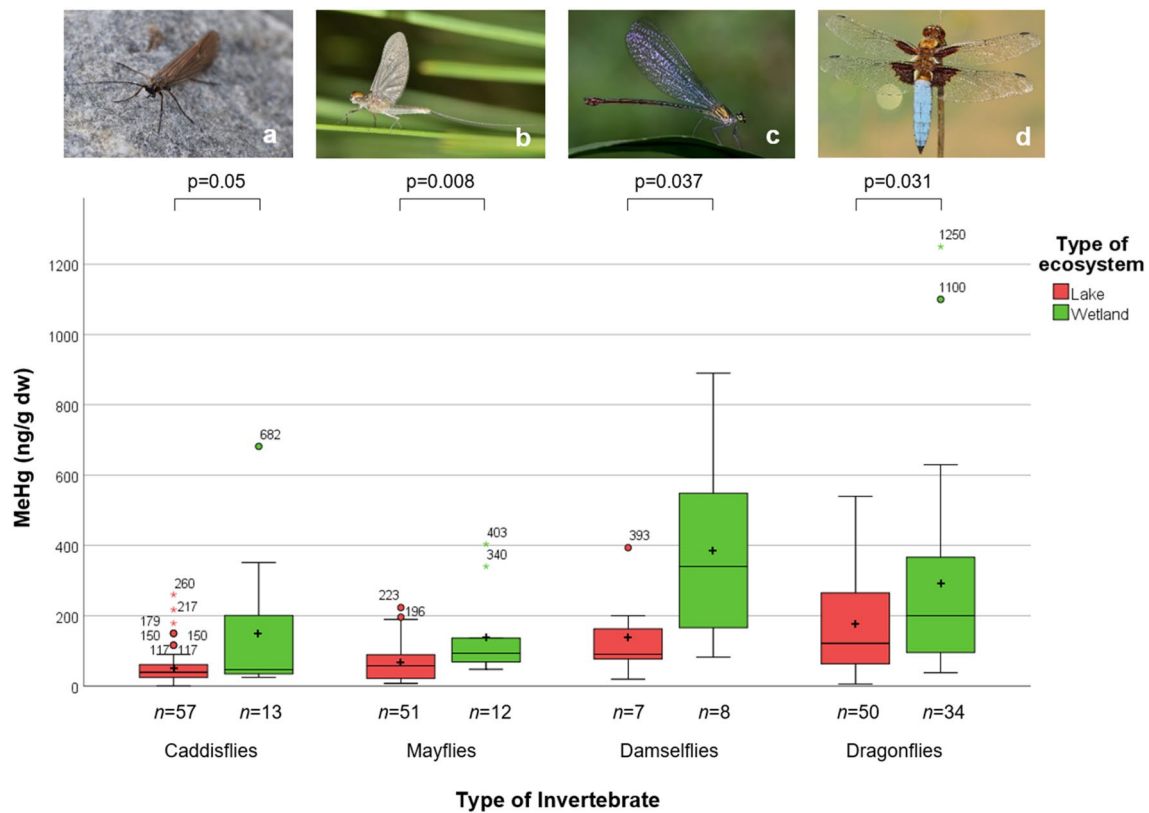 a
b
c
d
p=0.05
p=0.008
p=0.037
p=0.031
Type of
ecosystem
Lake
Wetland
MeHg (ng/g dw)
1200
1000
800
600
400
200
0
260
217
179
150 150
117 117
682
223
196
403
340
393
1250
1100
n=57 n=13 n=51 n=12 n=7 n=8 n=50 n=34
Caddisflies Mayflies Damselflies Dragonflies
Type of Invertebrate